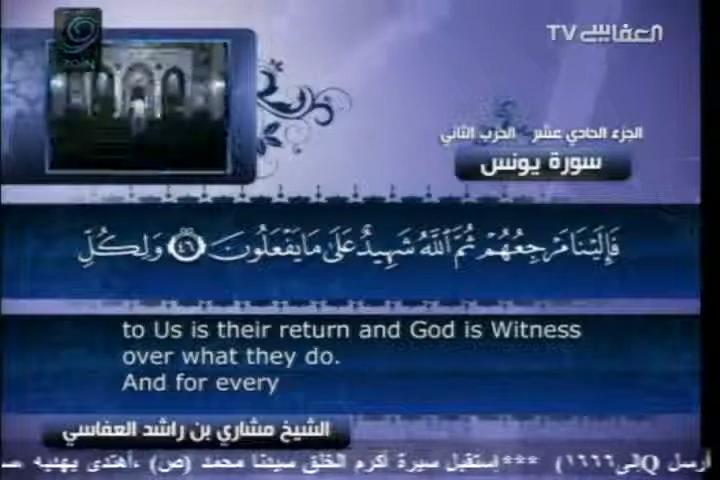 العفاسي TV
zain
الجزء الحادي عشر الحزب الثاني
سورة يونس
فَإِلَيْنَا مَرْجِعُهُمْ ثُمَّ ٱللَّهُ شَهِيدٌ عَلَىٰ مَا يَفْعَلُونَ ٤٦ وَلِكُلِّ
to Us is their return and God is Witness
over what they do.
And for every
الشيخ مشاري بن راشد العفاسي
أرسل Q إلى ١٦٦٦) ***إستقبل سيرة أكرم الخلق سيدنا محمد (ص) ،أهتدى بهديه